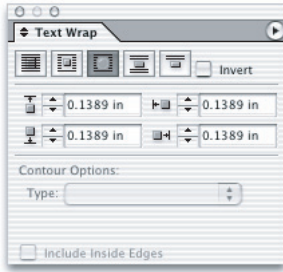 Text Wrap
Invert
0.1389 in 0.1389 in
0.1389 in 0.1389 in
Contour Options:
Type:
Include Inside Edges